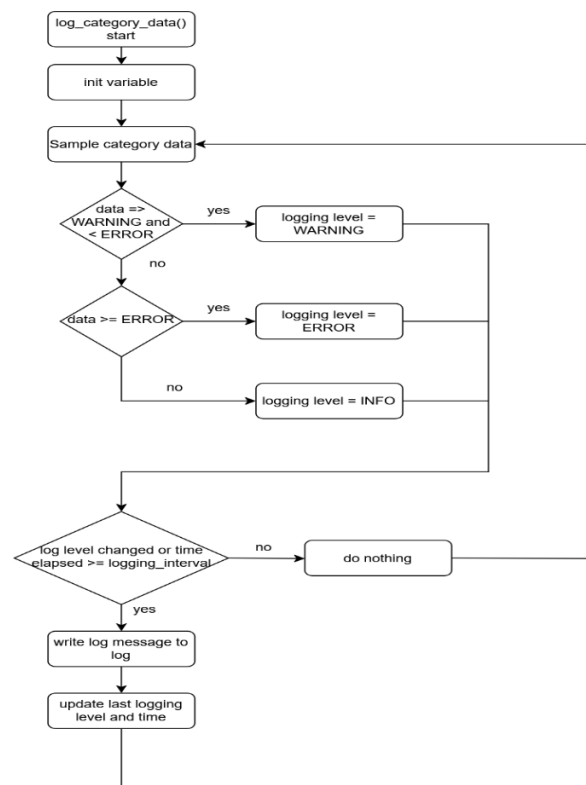 log_category_data()
start
init variable
Sample category data
data =>
WARNING and
< ERROR
yes
logging level =
WARNING
no
data >= ERROR
yes
logging level =
ERROR
no
logging level = INFO
log level changed or time
elapsed >= logging_interval
no
do nothing
yes
write log message to
log
update last logging
level and time